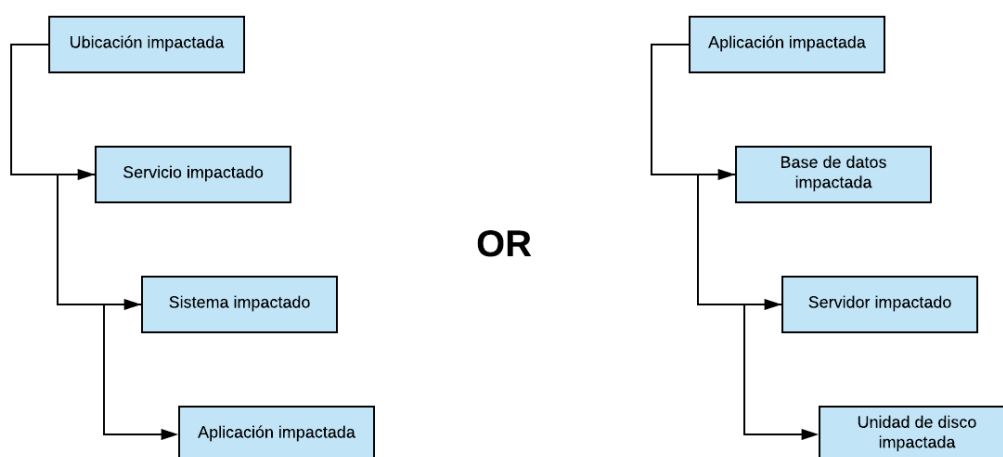 Ubicación impactada
Servicio impactado
Sistema impactado
Aplicación impactada
OR
Aplicación impactada
Base de datos
impactada
Servidor impactado
Unidad de disco
impactada